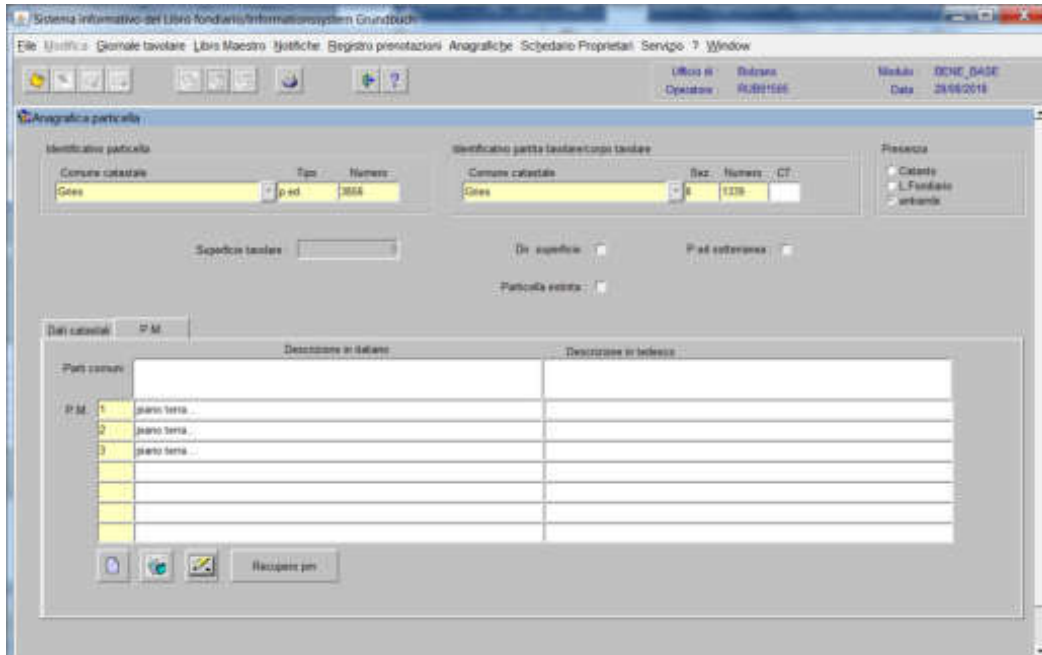 Sistema informativo del Libro fondiario/Informationsystem Grundbuch
File Modifica Giornale tavolare Libro Maestro Notifiche Registro prenotazioni Anagrafiche Schedario Proprietari Servizio ? Window
Ufficio di Bolzano Modulo BENE_BASE
Operatore Data
Anagrafica particella
Identificativo particella Identificativo partita tavolare/corpo tavolare Presenza
Comune catastale Tipo Numero Comune catastale Sez. Numero CT Catasto
Gries p.ed. Gries II L.Fondiario
entrambi
Superficie tavolare Dir. superficie P.ed sotterranea
Particella estinta :
Dati catastali P.M.
Descrizione in italiano Descrizione in tedesco
Parti comuni
P.M. 1 piano terra...
2 piano terra...
3 piano terra...
Recupero pm